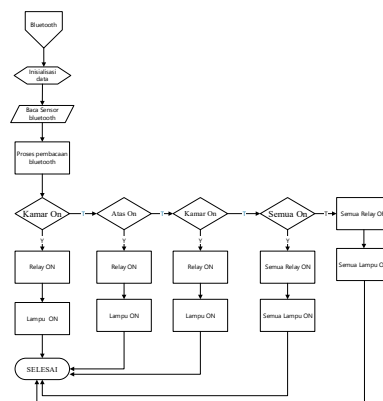 Bluetooth
Inisialisasi
data
Baca Sensor
bluetooth
Proses pembacaan
bluetooth
Kamar On
T
Atas On
T
Kamar On
T
Semua On
T
Semua Relay ON
Y
Y
Y
Y
Relay ON
Relay ON
Relay ON
Semua Relay ON
Semua Lampu ON
Lampu ON
Lampu ON
Lampu ON
Semua Lampu ON
SELESAI